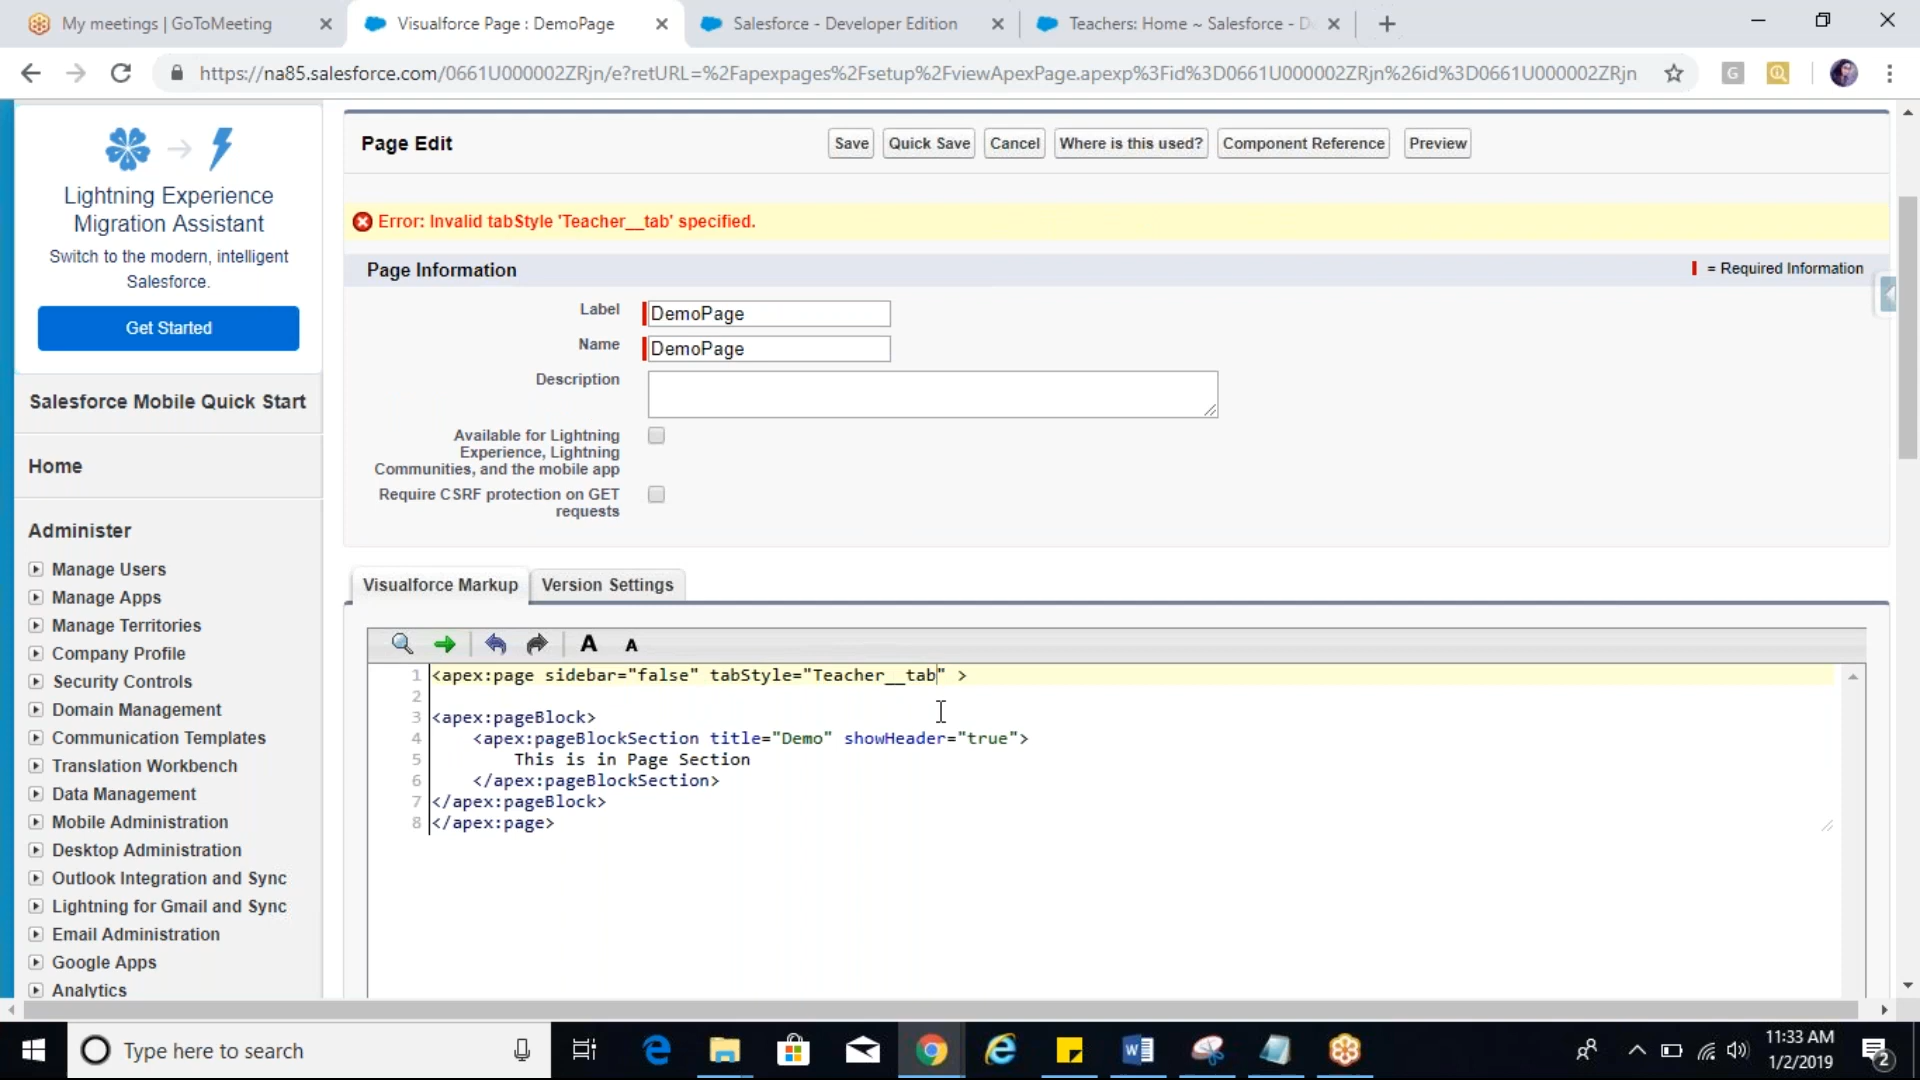 My meetings | GoToMeeting
Visualforce Page : DemoPage
Salesforce - Developer Edition
Teachers: Home ~ Salesforce - D
https://na85.salesforce.com/0661U000002ZRjn/e?retURL=%2Fapexpages%2Fsetup%2FviewApexPage.apexp%3Fid%3D0661U000002ZRjn%26id%3D0661U000002ZRjn
Lightning Experience
Migration Assistant
Switch to the modern, intelligent
Salesforce.
Get Started
Salesforce Mobile Quick Start
Home
Administer
Manage Users
Manage Apps
Manage Territories
Company Profile
Security Controls
Domain Management
Communication Templates
Translation Workbench
Data Management
Mobile Administration
Desktop Administration
Outlook Integration and Sync
Lightning for Gmail and Sync
Email Administration
Google Apps
Analytics
Page Edit
Save
Quick Save
Cancel
Where is this used?
Component Reference
Preview
Error: Invalid tabStyle 'Teacher__tab' specified.
Page Information
= Required Information
Label
DemoPage
Name
DemoPage
Description
Available for Lightning
Experience, Lightning
Communities, and the mobile app
Require CSRF protection on GET
requests
Visualforce Markup
Version Settings
A A
1 <apex:page sidebar="false" tabStyle="Teacher__tab" >
2
3 <apex:pageBlock>
4 <apex:pageBlockSection title="Demo" showHeader="true">
5 This is in Page Section
6 </apex:pageBlockSection>
7 </apex:pageBlock>
8 </apex:page>
Type here to search
11:33 AM
1/2/2019
2